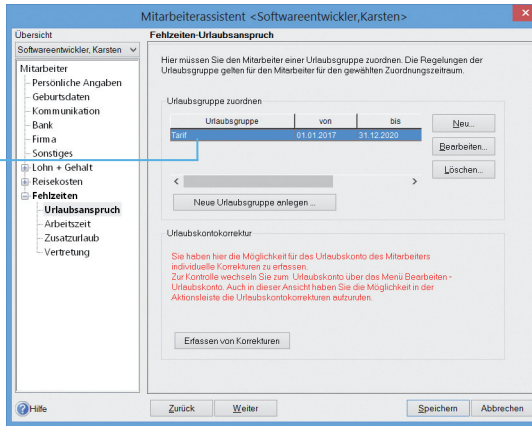 Mitarbeiterassistent <Softwareentwickler,Karsten>
Übersicht
Softwareentwickler, Karsten
Mitarbeiter
Persönliche Angaben
Geburtsdaten
Kommunikation
Bank
Firma
Sonstiges
Lohn + Gehalt
Reisekosten
Fehlzeiten
Urlaubsanspruch
Arbeitszeit
Zusatzurlaub
Vertretung
Fehlzeiten-Urlaubsanspruch
Hier müssen Sie den Mitarbeiter einer Urlaubsgruppe zuordnen. Die Regelungen der
Urlaubsgruppe gelten für den Mitarbeiter für den gewählten Zuordnungszeitraum.
Urlaubsgruppe zuordnen
Urlaubsgruppe von bis
Tarif 01.01.2017 31.12.2020
Neu...
Bearbeiten...
Löschen...
Neue Urlaubsgruppe anlegen ...
Urlaubskontokorrektur
Sie haben hier die Möglichkeit für das Urlaubskonto des Mitarbeiters
individuelle Korrekturen zu erfassen.
Zur Kontrolle wechseln Sie zum Urlaubskonto über das Menü Bearbeiten -
Urlaubskonto. Auch in dieser Ansicht haben Sie die Möglichkeit in der
Aktionsleiste die Urlaubskontokorrekturen aufzurufen.
Erfassen von Korrekturen
Hilfe
Zurück
Weiter
Speichern
Abbrechen